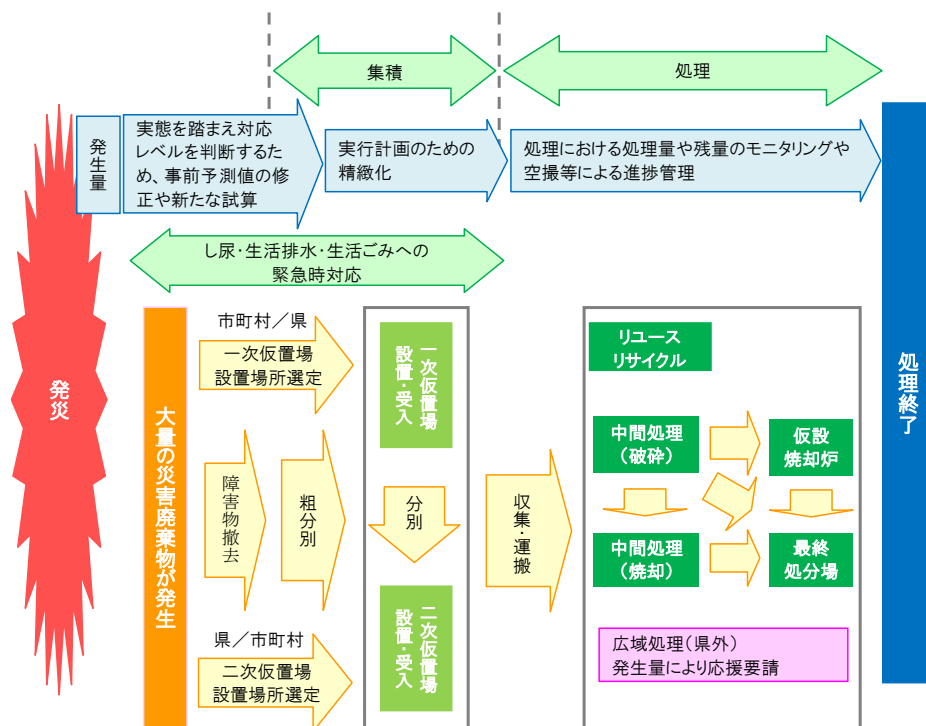 集積
処理
発災
発生量
実態を踏まえ対応
レベルを判断するた
め、事前予測値の修
正や新たな試算
実行計画のための
精緻化
処理における処理量や残量のモニタリングや
空撮等による進捗管理
処理終了
し尿・生活排水・生活ごみへの
緊急時対応
大量の災害廃棄物が発生
市町村／県
一次仮置場
設置場所選定
障害物撤去
粗分別
県／市町村
二次仮置場
設置場所選定
一次仮置場
設置・受入
分別
二次仮置場
設置・受入
収集・運搬
リユース
リサイクル
中間処理
（破砕）
仮設
焼却炉
中間処理
（焼却）
最終
処分場
広域処理（県外）
発生量により応援要請